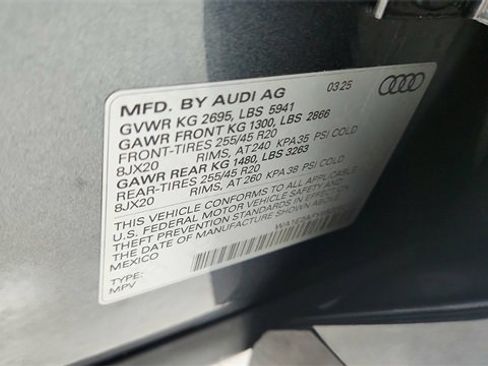 MFD. BY AUDI AG 03 25
GVWR KG 2695, LBS 5941
GAWR FRONT KG 1300, LBS 2866
FRONT-TIRES 255/45 R20
8JX20 RIMS, AT 240 KPA 35 PSI COLD
GAWR REAR KG 1480, LBS 3263
REAR-TIRES 255/45 R20
8JX20 RIMS, AT 260 KPA 38 PSI COLD
THIS VEHICLE CONFORMS TO ALL APPLICABLE
U.S. FEDERAL MOTOR VEHICLE SAFETY AND
THEFT PREVENTION STANDARDS IN EFFECT ON
THE DATE OF MANUFACTURE SHOWN ABOVE.
MEXICO
TYPE:
MPV